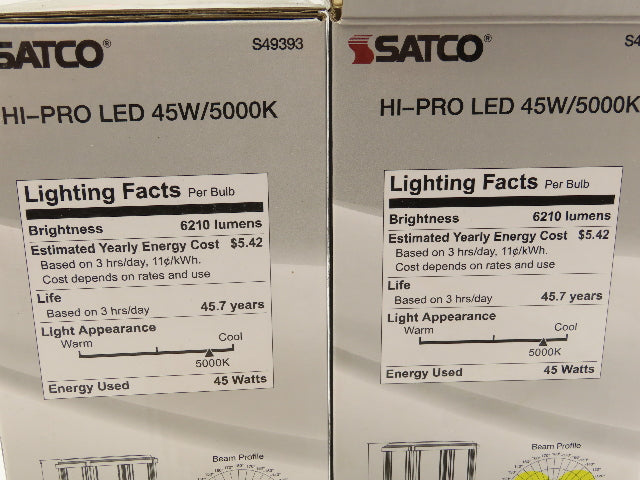 SATCO® S49393
HI-PRO LED 45W/5000K
Lighting Facts Per Bulb
Brightness 6210 lumens
Estimated Yearly Energy Cost $5.42
Based on 3 hrs/day, 11¢/kWh.
Cost depends on rates and use
Life
Based on 3 hrs/day 45.7 years
Light Appearance
Warm Cool
5000K
Energy Used 45 Watts
Beam Profile
SATCO® S4
HI-PRO LED 45W/5000K
Lighting Facts Per Bulb
Brightness 6210 lumens
Estimated Yearly Energy Cost $5.42
Based on 3 hrs/day, 11¢/kWh.
Cost depends on rates and use
Life
Based on 3 hrs/day 45.7 years
Light Appearance
Warm Cool
5000K
Energy Used 45 Watts
Beam Profile